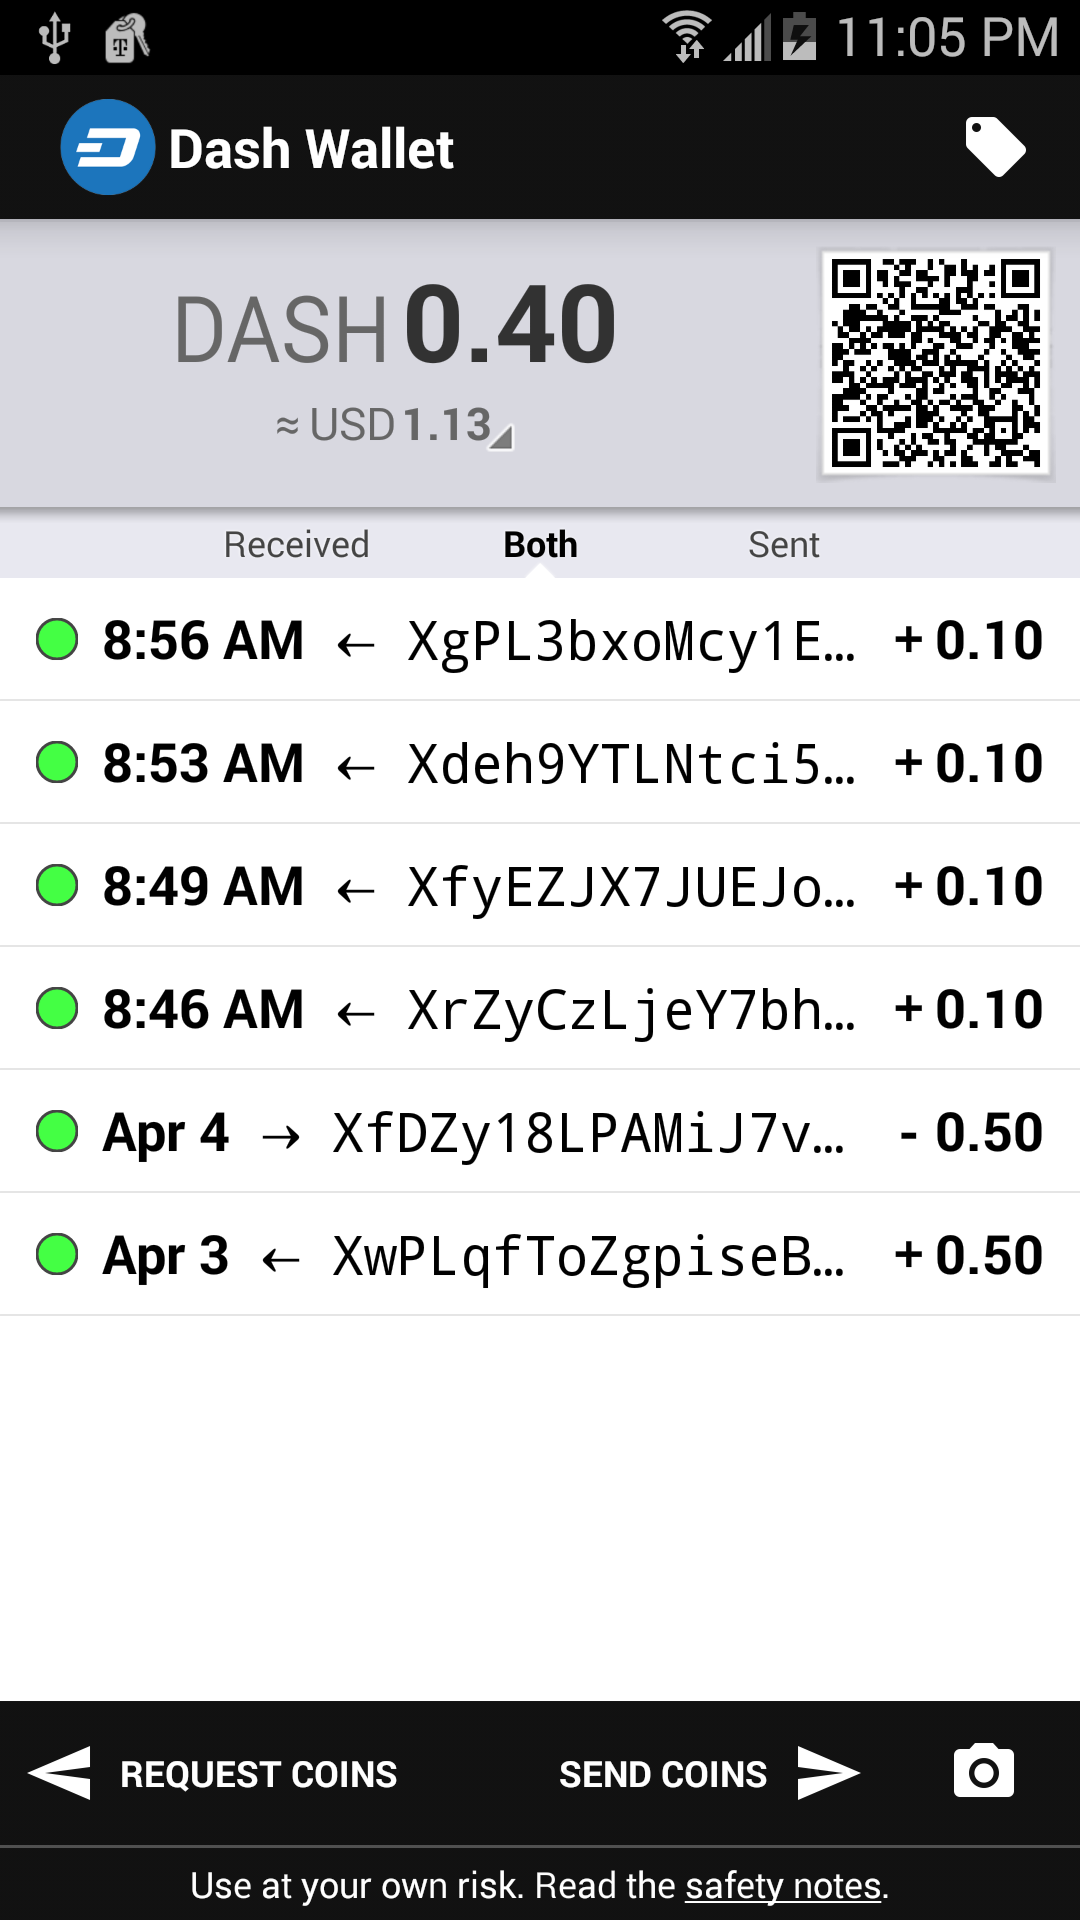 11:05 PM
Dash Wallet
DASH 0.40
≈ USD 1.13
Received Both Sent
8:56 AM ← XgPL3bxoMcy1E… + 0.10
8:53 AM ← Xdeh9YTLNtci5… + 0.10
8:49 AM ← XfyEZJX7JUEJo… + 0.10
8:46 AM ← XrZyCzLjeY7bh… + 0.10
Apr 4 → XfDZy18LPAMiJ7v… - 0.50
Apr 3 ← XwPLqfToZgpiseB… + 0.50
REQUEST COINS SEND COINS
Use at your own risk. Read the safety notes.